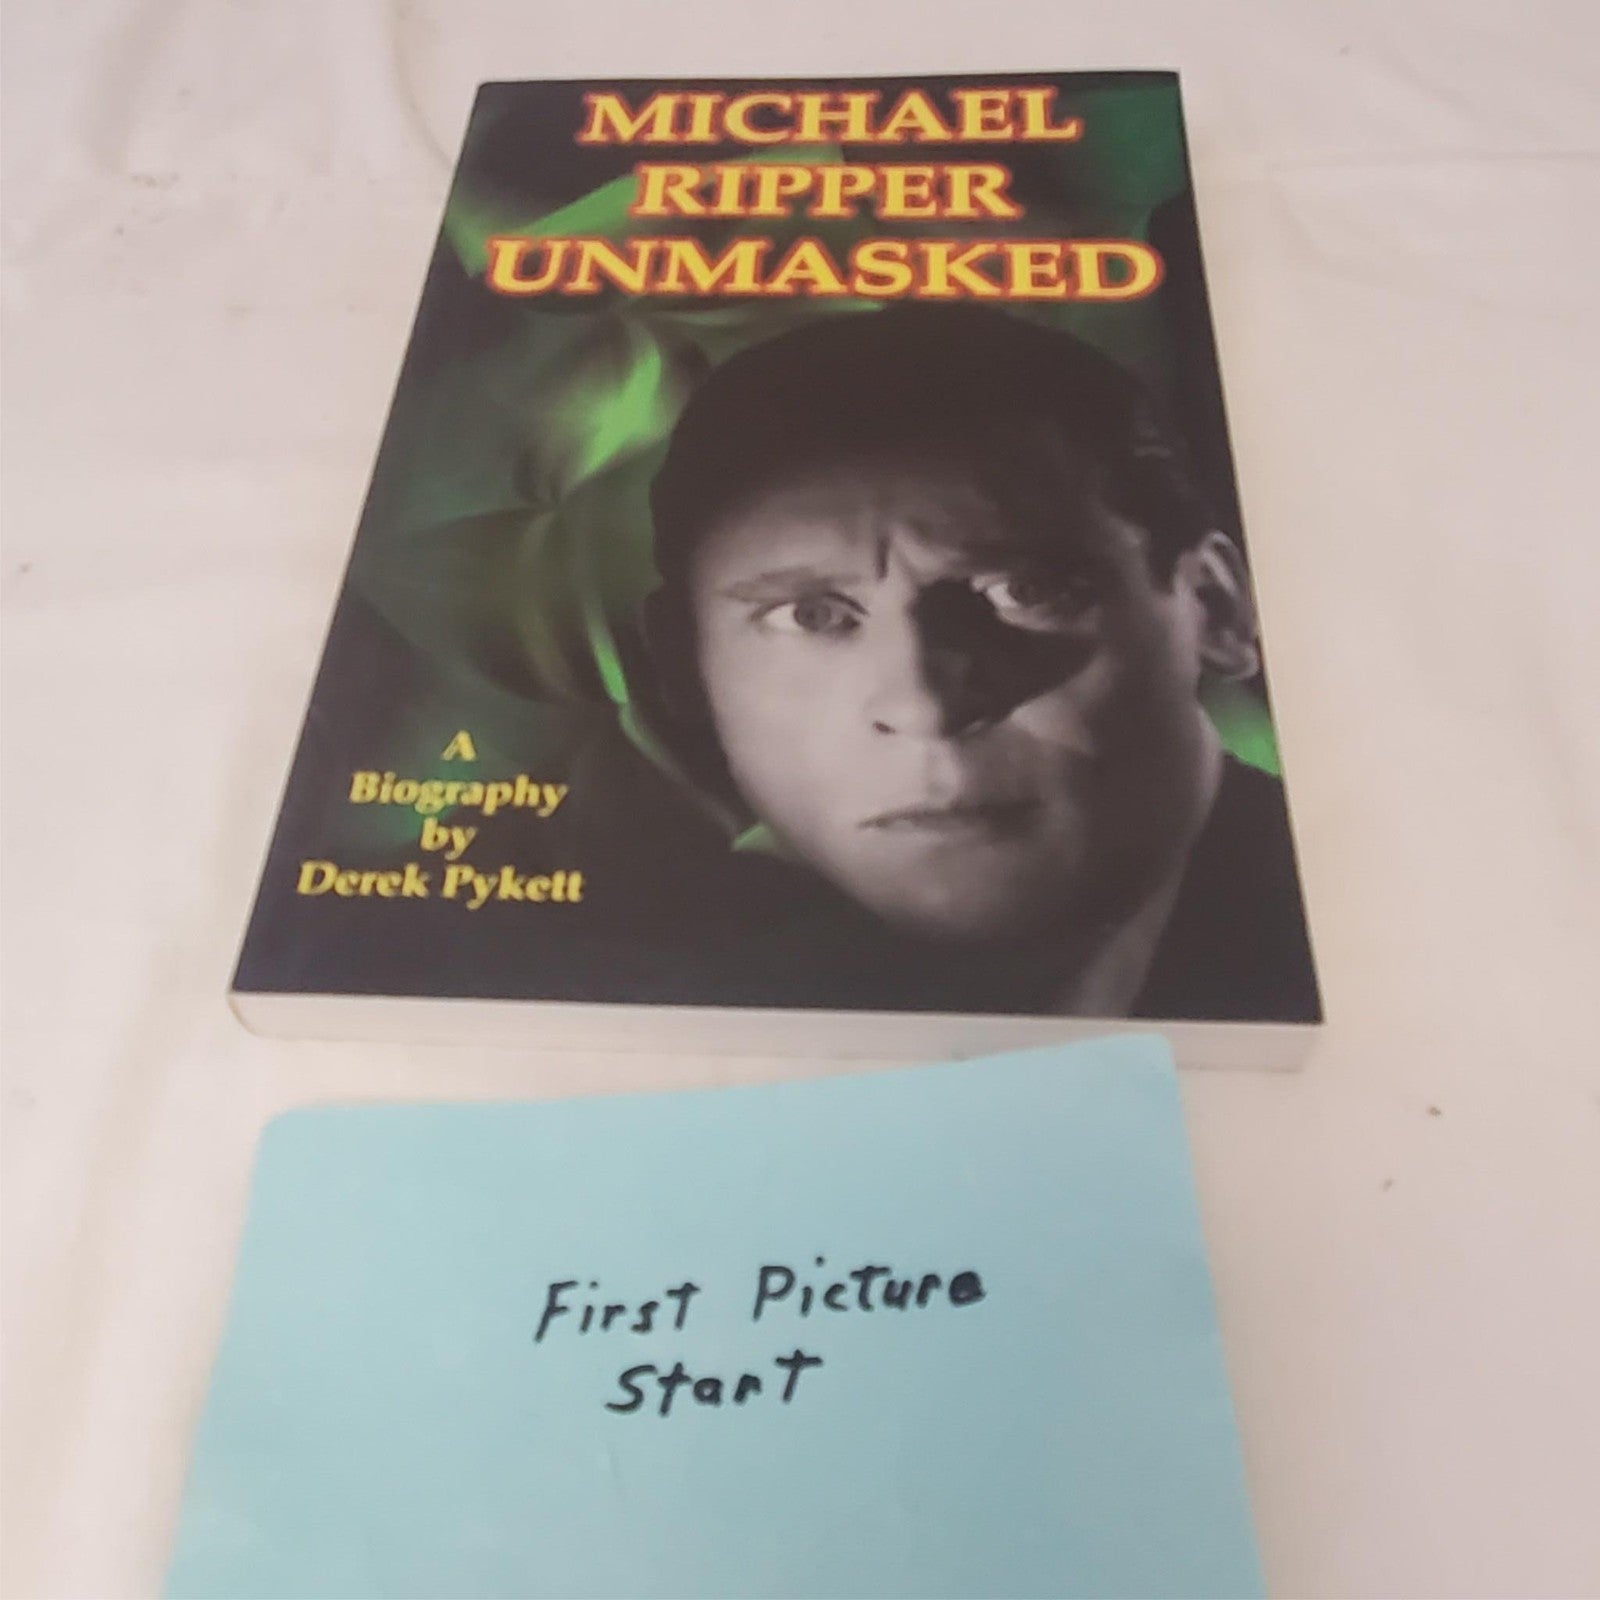 MICHAEL
RIPPER
UNMASKED
A
Biography
by
Derek Pykett
First Picture
Start